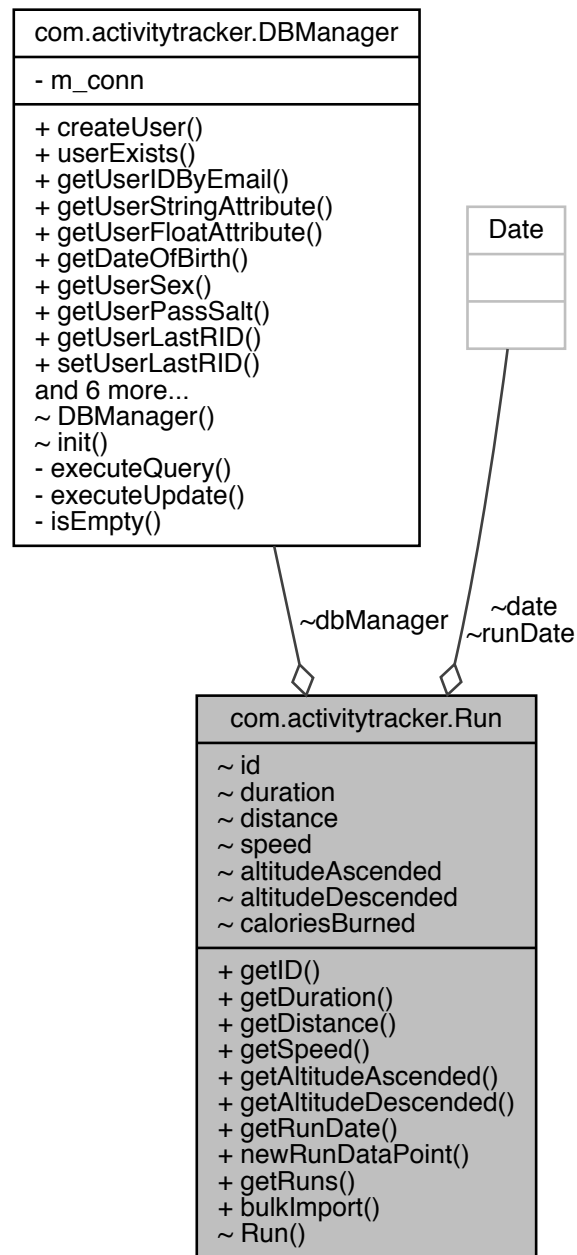 com.activitytracker.DBManager
- m_conn
+ createUser()
+ userExists()
+ getUserIDByEmail()
+ getUserStringAttribute()
+ getUserFloatAttribute()
+ getDateOfBirth()
+ getUserSex()
+ getUserPassSalt()
+ getUserLastRID()
+ setUserLastRID()
and 6 more...
~ DBManager()
~ init()
- executeQuery()
- executeUpdate()
- isEmpty()
Date
~dbManager
~date
~runDate
com.activitytracker.Run
~ id
~ duration
~ distance
~ speed
~ altitudeAscended
~ altitudeDescended
~ caloriesBurned
+ getID()
+ getDuration()
+ getDistance()
+ getSpeed()
+ getAltitudeAscended()
+ getAltitudeDescended()
+ getRunDate()
+ newRunDataPoint()
+ getRuns()
+ bulkImport()
~ Run()